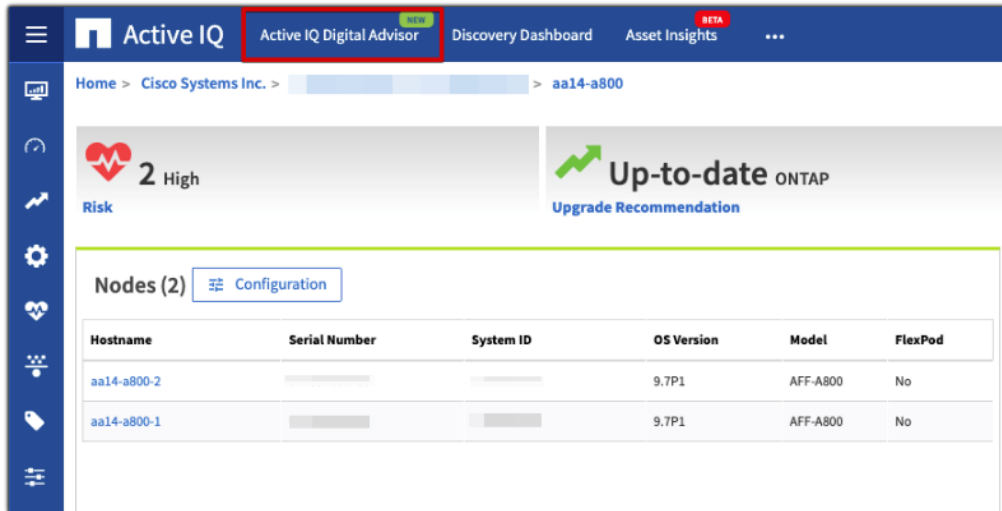 NEW
BETA
Active IQ Active IQ Digital Advisor Discovery Dashboard Asset Insights •••
Home > Cisco Systems Inc. > > aa14-a800
2 High
Risk
Up-to-date ONTAP
Upgrade Recommendation
Nodes (2) Configuration
Hostname Serial Number System ID OS Version Model FlexPod
aa14-a800-2 9.7P1 AFF-A800 No
aa14-a800-1 9.7P1 AFF-A800 No